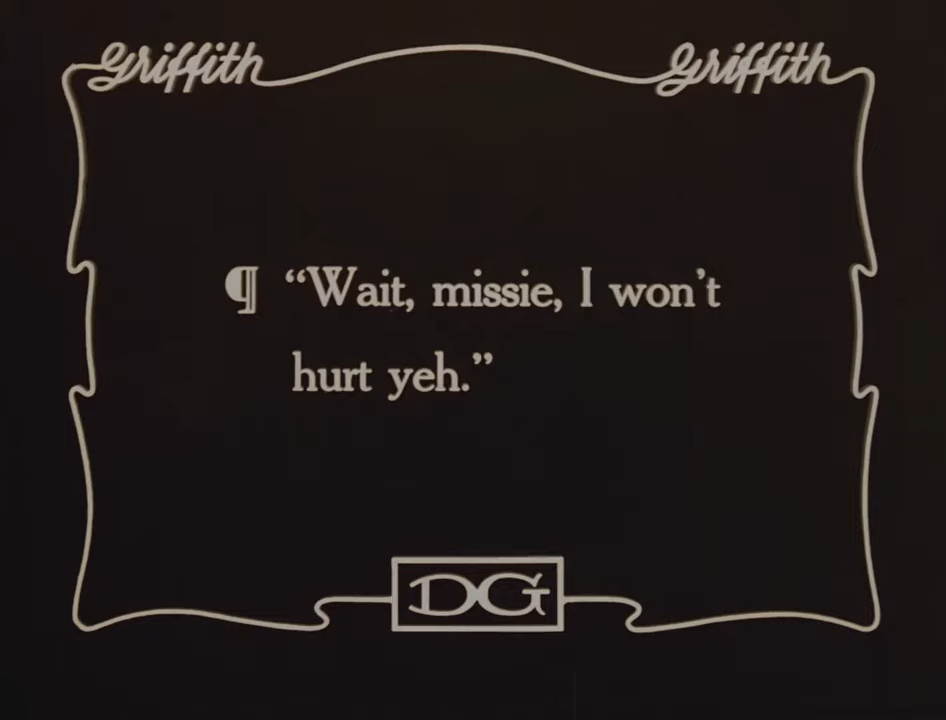 Griffith Griffith
¶ “Wait, missie, I won’t
hurt yeh.”
DG